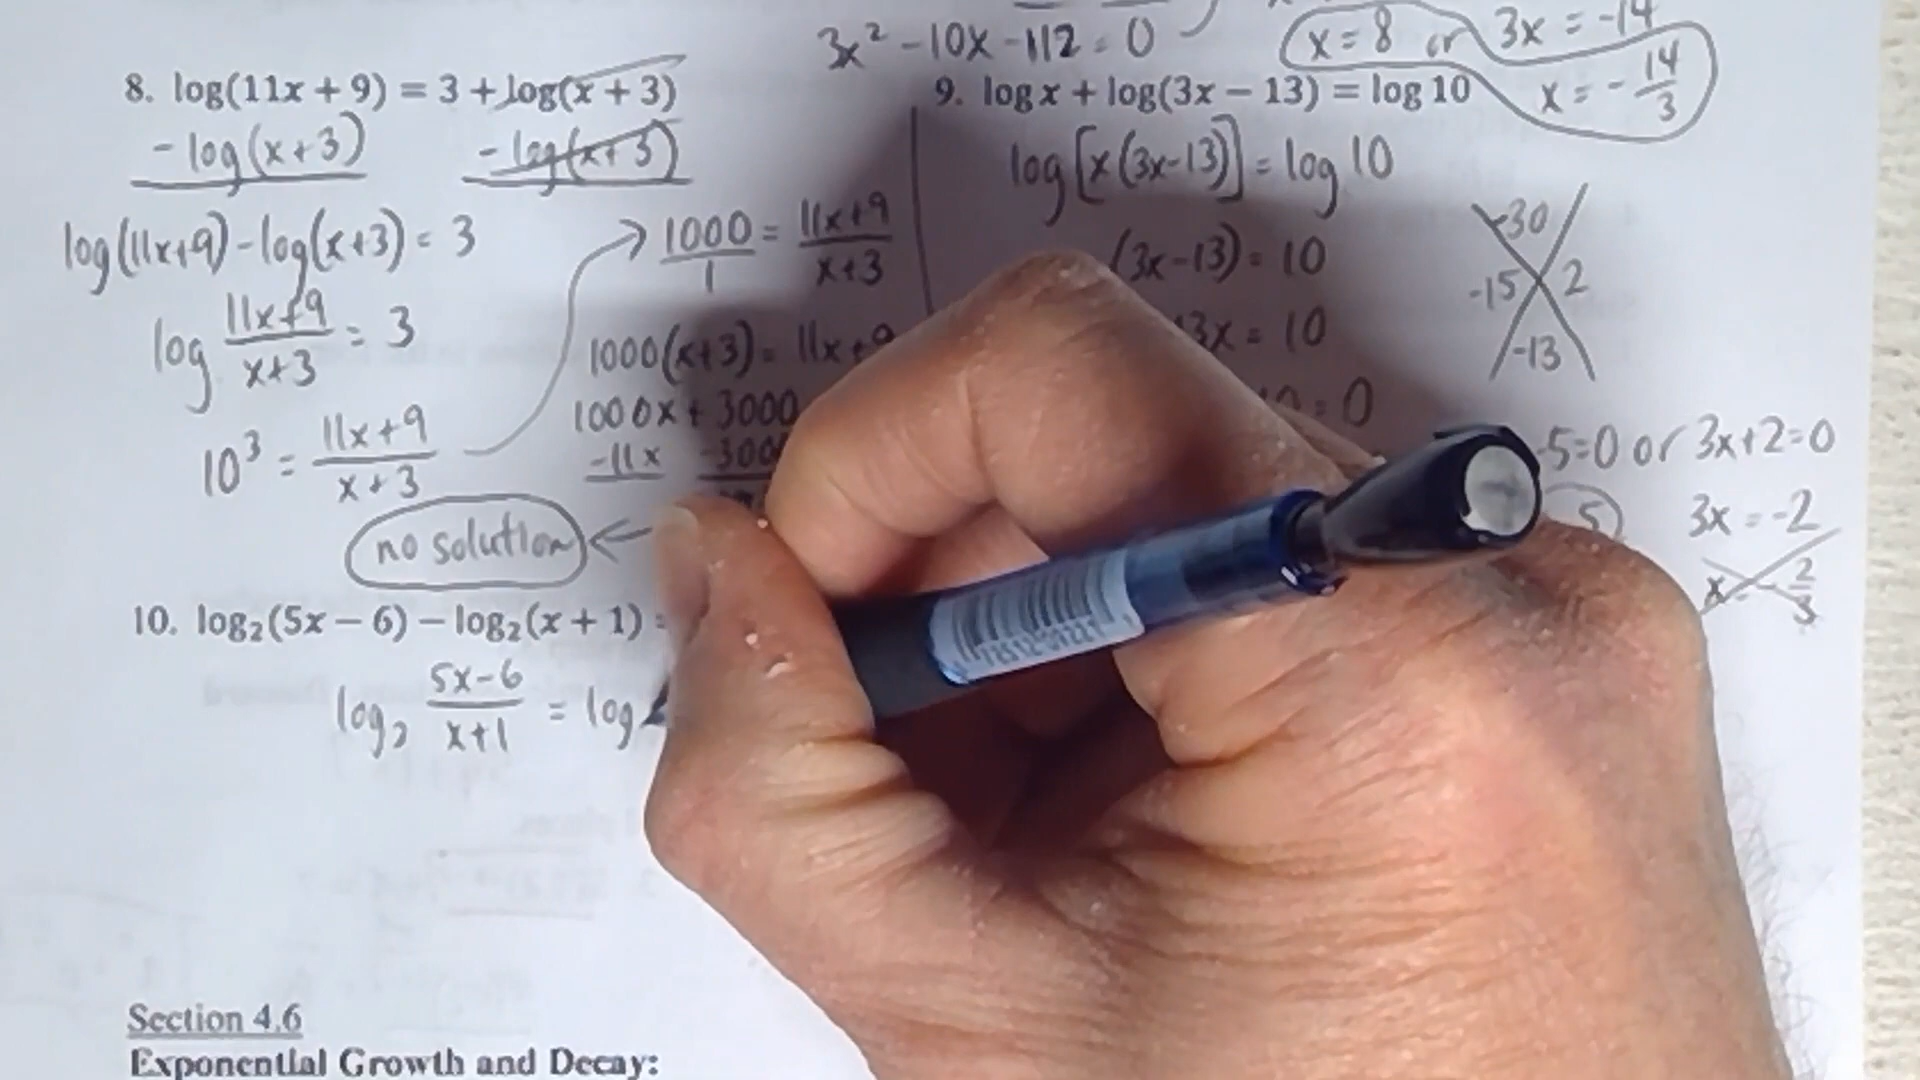 3x² - 10x - 112 = 0
x = 8 or 3x = -14
x = - 14/3
8. log(11x + 9) = 3 + log(x + 3)
- log(x+3) - log(x+3)
log(11x+9) - log(x+3) = 3
log (11x+9)/(x+3) = 3
10³ = (11x+9)/(x+3)
1000/1 = (11x+9)/(x+3)
1000(x+3) = 11x+9
1000x + 3000
-11x -300
no solution
9. log x + log(3x − 13) = log 10
log[x(3x-13)] = log 10
(3x-13) = 10
3x = 10
= 0
-30
-15 2
-13
-5=0 or 3x+2=0
5 3x = -2
x = - 2/3
10. log₂(5x − 6) − log₂(x + 1) =
log₂ (5x-6)/(x+1) = log
Section 4.6
Exponential Growth and Decay: